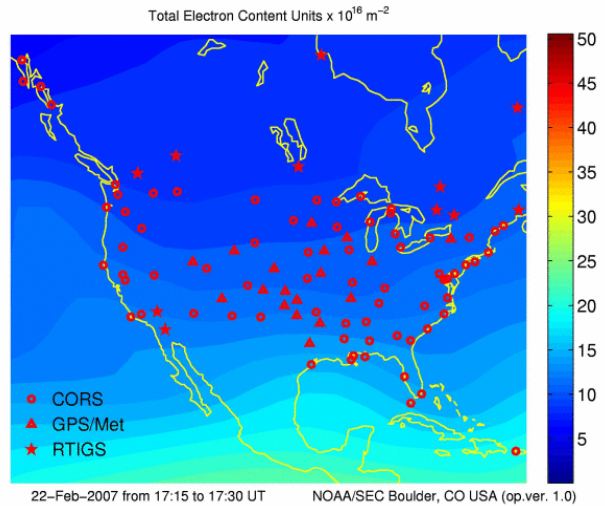 Total Electron Content Units x 10^16 m^−2
50
45
40
35
30
25
20
15
10
5
CORS
GPS/Met
RTIGS
22−Feb−2007 from 17:15 to 17:30 UT
NOAA/SEC Boulder, CO USA (op.ver. 1.0)